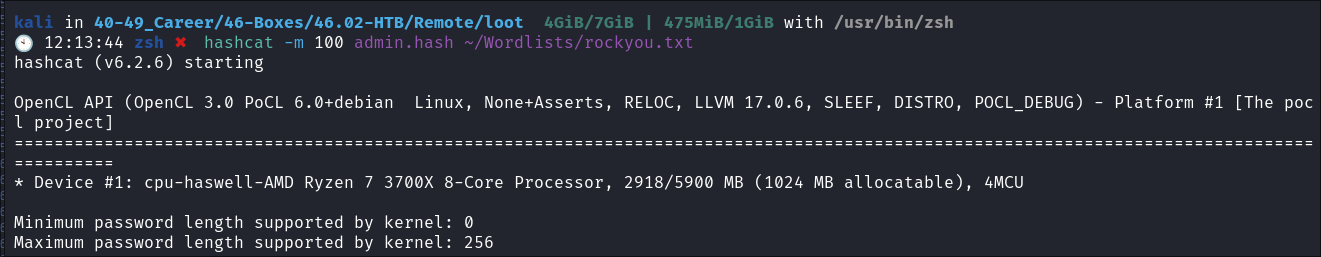 kali in 40-49_Career/46-Boxes/46.02-HTB/Remote/loot  4GiB/7GiB | 475MiB/1GiB with /usr/bin/zsh
🕙 12:13:44 zsh ✖  hashcat -m 100 admin.hash ~/Wordlists/rockyou.txt
hashcat (v6.2.6) starting

OpenCL API (OpenCL 3.0 PoCL 6.0+debian  Linux, None+Asserts, RELOC, LLVM 17.0.6, SLEEF, DISTRO, POCL_DEBUG) - Platform #1 [The poc
l project]
==================================================================================================================================
==========
* Device #1: cpu-haswell-AMD Ryzen 7 3700X 8-Core Processor, 2918/5900 MB (1024 MB allocatable), 4MCU

Minimum password length supported by kernel: 0
Maximum password length supported by kernel: 256